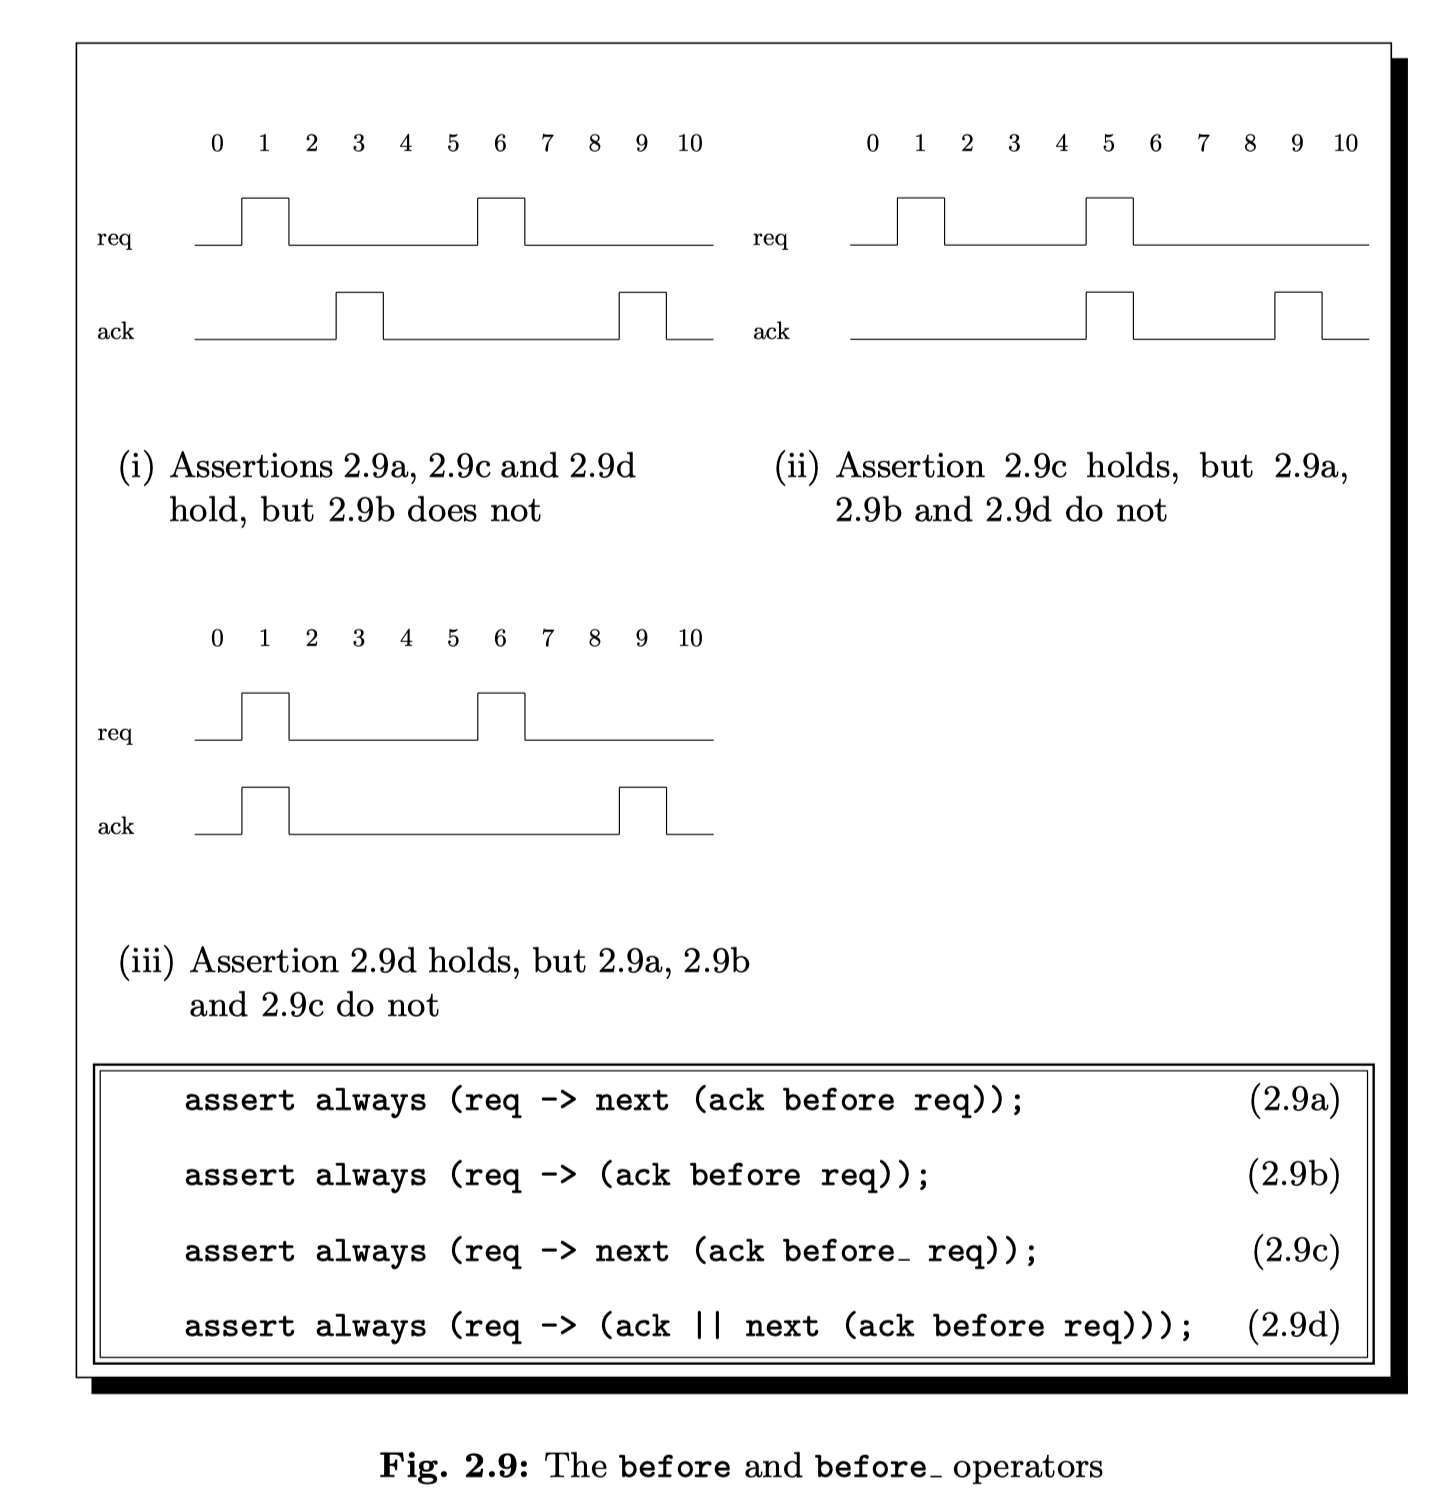 0 1 2 3 4 5 6 7 8 9 10
req
ack
(i) Assertions 2.9a, 2.9c and 2.9d
hold, but 2.9b does not
0 1 2 3 4 5 6 7 8 9 10
req
ack
(ii) Assertion 2.9c holds, but 2.9a,
2.9b and 2.9d do not
0 1 2 3 4 5 6 7 8 9 10
req
ack
(iii) Assertion 2.9d holds, but 2.9a, 2.9b
and 2.9c do not
assert always (req -> next (ack before req)); (2.9a)
assert always (req -> (ack before req)); (2.9b)
assert always (req -> next (ack before_ req)); (2.9c)
assert always (req -> (ack || next (ack before req))); (2.9d)
Fig. 2.9: The before and before_ operators